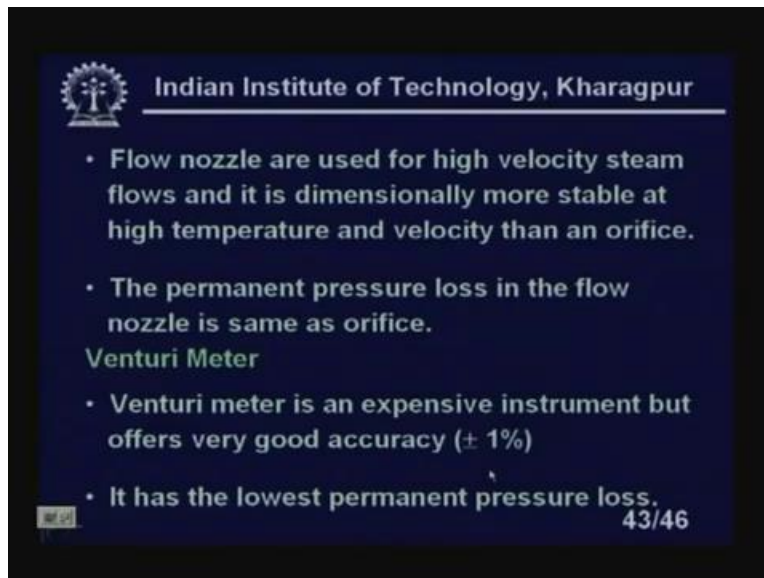 Indian Institute of Technology, Kharagpur
• Flow nozzle are used for high velocity steam
flows and it is dimensionally more stable at
high temperature and velocity than an orifice.
• The permanent pressure loss in the flow
nozzle is same as orifice.
Venturi Meter
• Venturi meter is an expensive instrument but
offers very good accuracy (± 1%)
• It has the lowest permanent pressure loss.
43/46